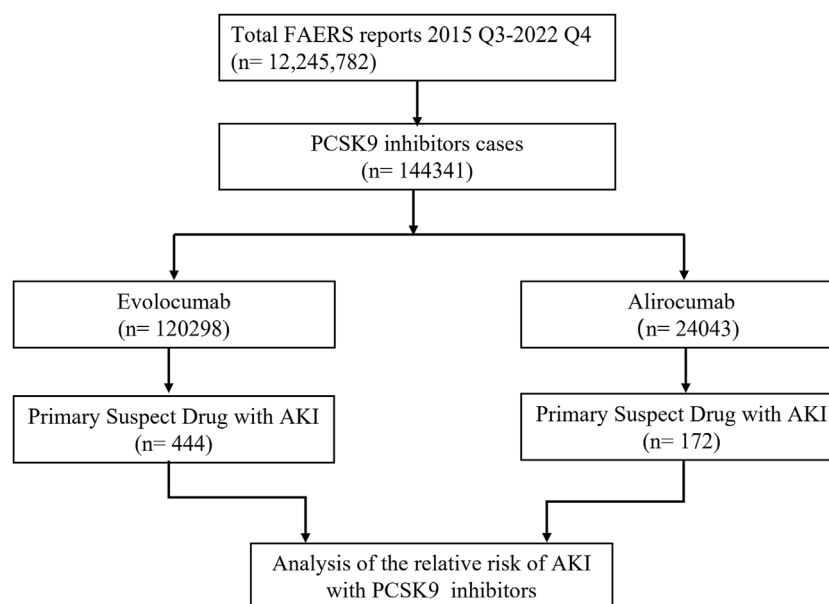 Total FAERS reports 2015 Q3-2022 Q4
(n= 12,245,782)
PCSK9 inhibitors cases
(n= 144341)
Evolocumab
(n= 120298)
Alirocumab
(n= 24043)
Primary Suspect Drug with AKI
(n= 444)
Primary Suspect Drug with AKI
(n= 172)
Analysis of the relative risk of AKI
with PCSK9 inhibitors